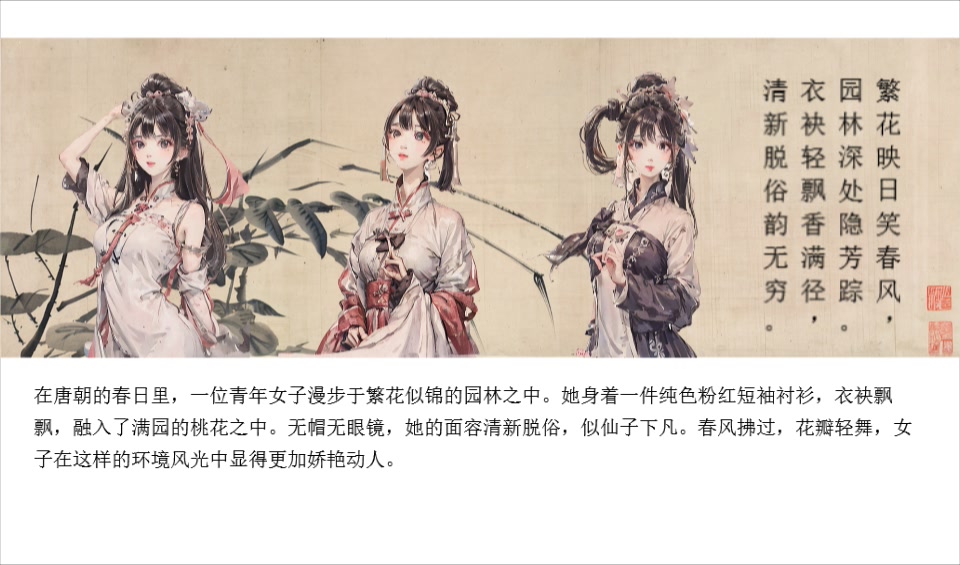 繁花映日笑春风，
园林深处隐芳踪。
衣袂轻飘香满径，
清新脱俗韵无穷。
在唐朝的春日里，一位青年女子漫步于繁花似锦的园林之中。她身着一件纯色粉红短袖衬衫，衣袂飘
飘，融入了满园的桃花之中。无帽无眼镜，她的面容清新脱俗，似仙子下凡。春风拂过，花瓣轻舞，女
子在这样的环境风光中显得更加娇艳动人。